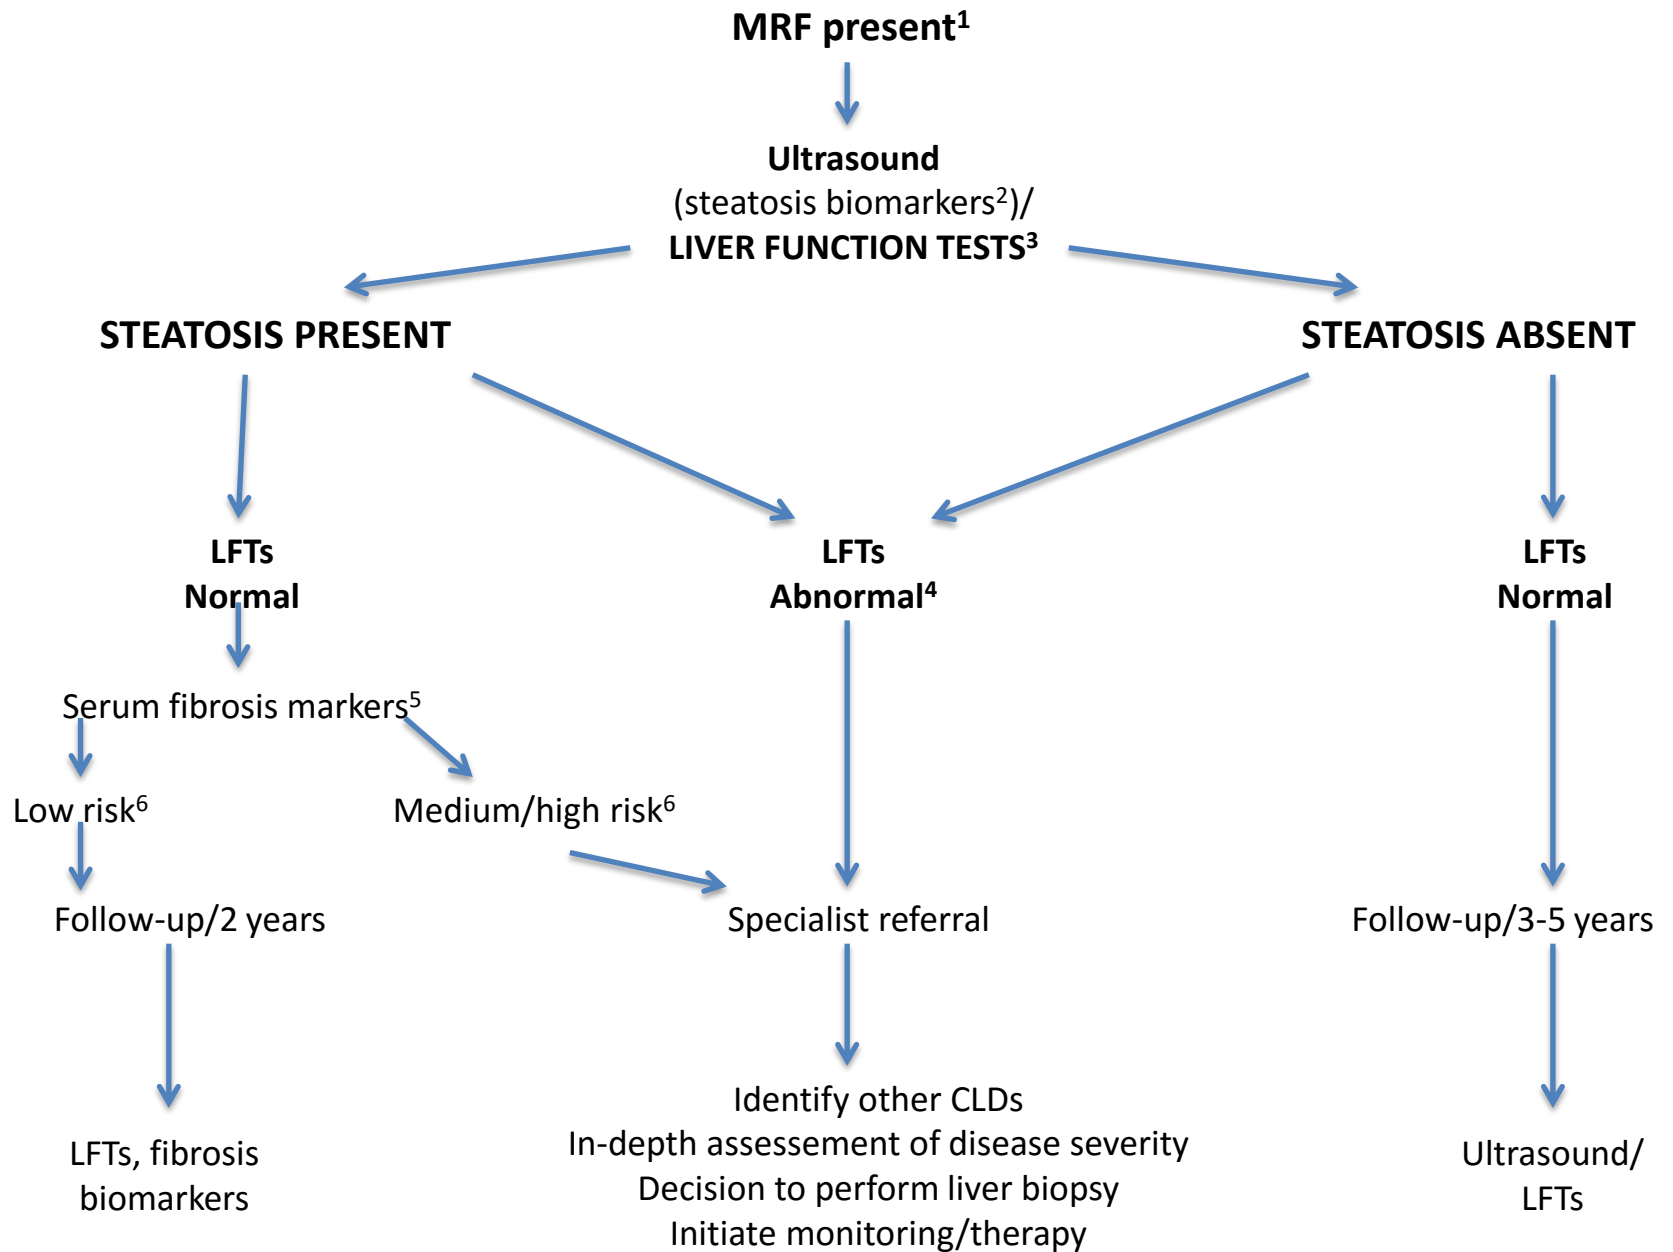 MRF present¹
Ultrasound
(steatosis biomarkers²)/
LIVER FUNCTION TESTS³
STEATOSIS PRESENT
STEATOSIS ABSENT
LFTs
Normal
LFTs
Abnormal⁴
LFTs
Normal
Serum fibrosis markers⁵
Low risk⁶
Medium/high risk⁶
Follow-up/2 years
Specialist referral
Follow-up/3-5 years
LFTs, fibrosis
biomarkers
Identify other CLDs
In-depth assessement of disease severity
Decision to perform liver biopsy
Initiate monitoring/therapy
Ultrasound/
LFTs